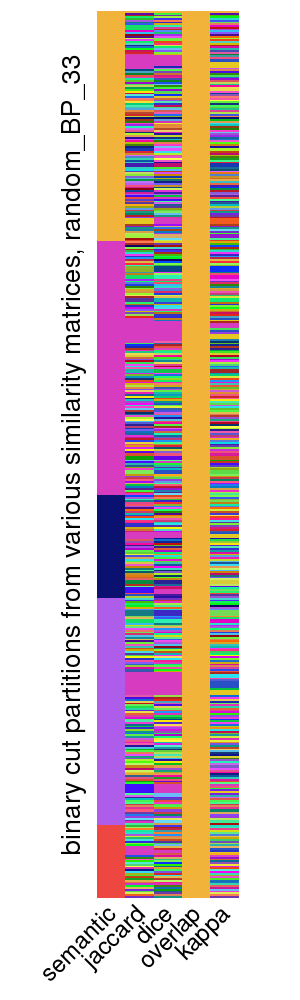 binary cut partitions from various similarity matrices, random_BP_33
semantic
jaccard
dice
overlap
kappa